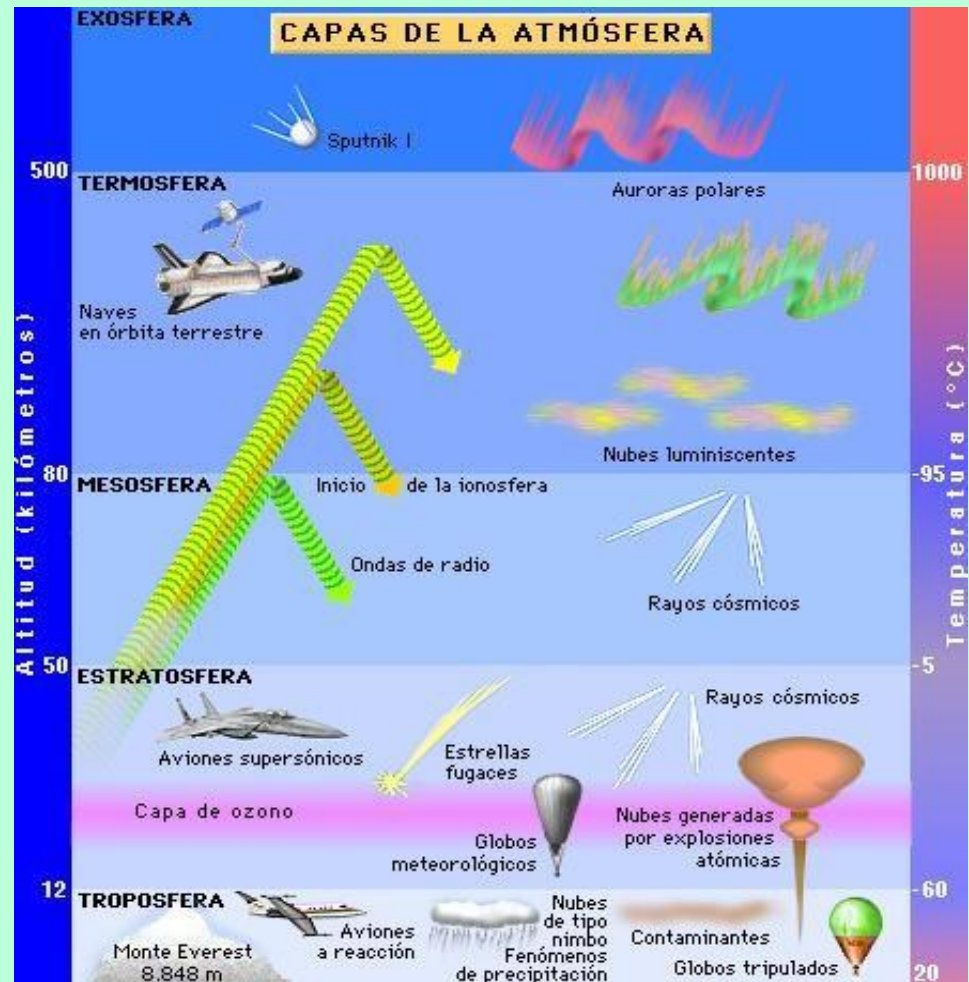 EXOSFERA
CAPAS DE LA ATMÓSFERA
Sputnik I
500
1000
TERMOSFERA
Auroras polares
Naves
en órbita terrestre
Nubes luminiscentes
80
-95
MESOSFERA
Inicio de la ionosfera
Ondas de radio
Rayos cósmicos
Altitud (kilómetros)
Temperatura (°C)
50
-5
ESTRATOSFERA
Rayos cósmicos
Aviones supersónicos
Estrellas
fugaces
Capa de ozono
Nubes generadas
por explosiones
atómicas
Globos
meteorológicos
12
-60
TROPOSFERA
Monte Everest
8.848 m
Aviones
a reacción
Nubes
de tipo
nimbo
Fenómenos
de precipitación
Contaminantes
Globos tripulados
20